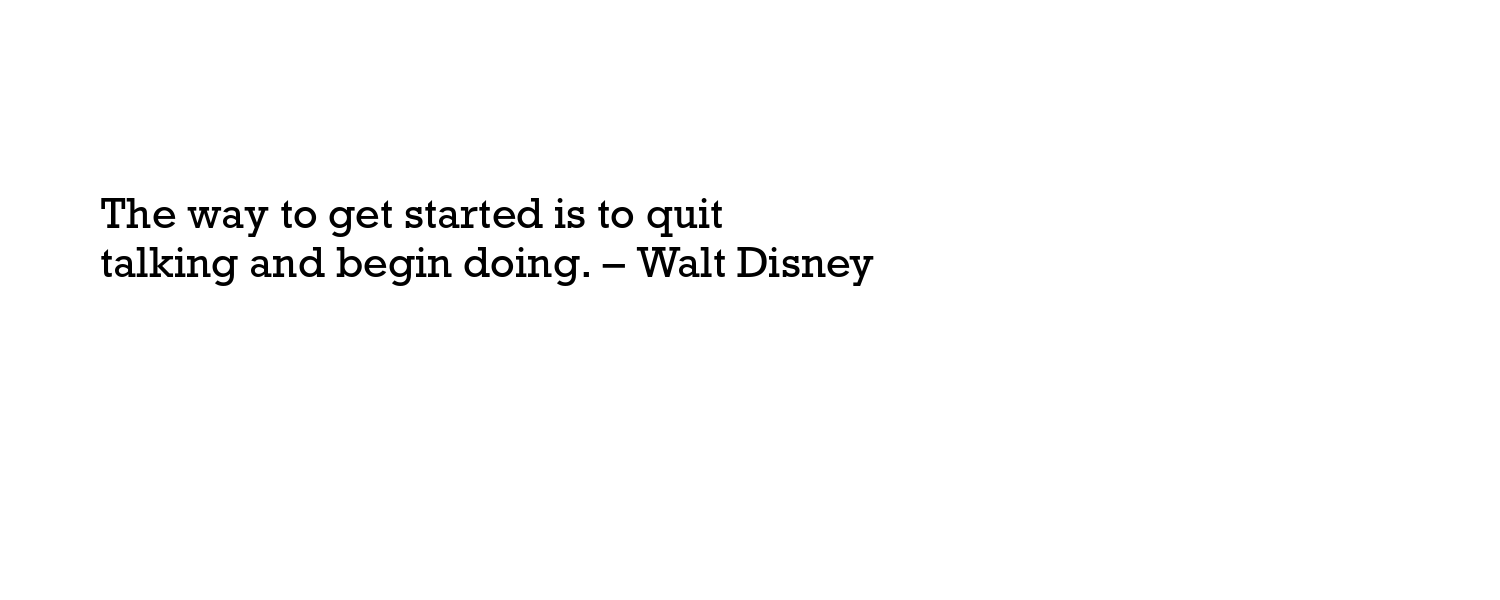 The way to get started is to quit
talking and begin doing. – Walt Disney